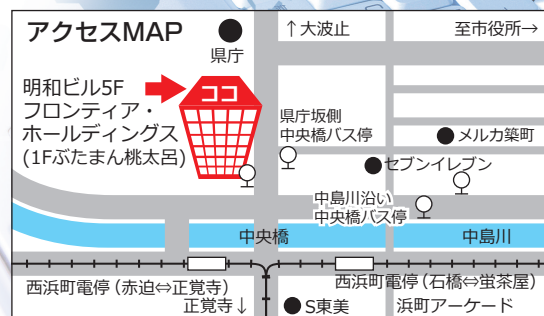 アクセスMAP
県庁
↑大波止
至市役所→
明和ビル5F
フロンティア・
ホールディングス
(1Fぶたまん桃太呂)
ココ
県庁坂側
中央橋バス停
メルカ築町
セブンイレブン
中島川沿い
中央橋バス停
中央橋
中島川
西浜町電停(赤迫⇔正覚寺)
西浜町電停(石橋⇔蛍茶屋)
正覚寺↓
S東美
浜町アーケード